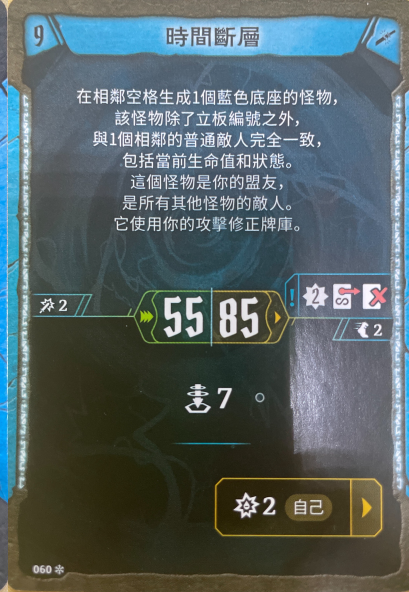 9 時間斷層
在相鄰空格生成1個藍色底座的怪物，
該怪物除了立板編號之外，
與1個相鄰的普通敵人完全一致，
包括當前生命值和狀態。
這個怪物是你的盟友，
是所有其他怪物的敵人。
它使用你的攻擊修正牌庫。
2 55 85 2 S
2
7
2 自己
060